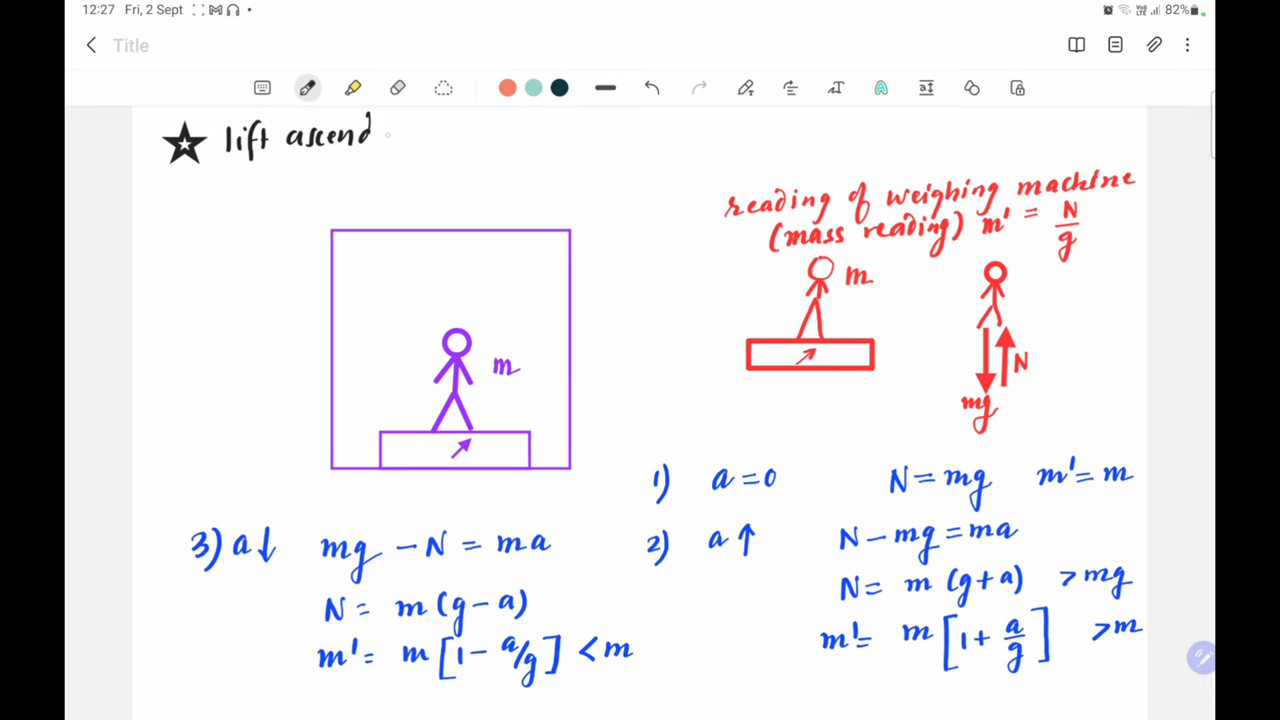 12:27 Fri, 2 Sept
82%
Title
lift ascend
reading of weighing machine
(mass reading) m' = N/g
m
m
N
mg
1) a = 0 N = mg m' = m
2) a ↑ N - mg = ma
N = m (g + a) > mg
m' = m [1 + a/g] > m
3) a ↓ mg - N = ma
N = m (g - a)
m' = m [1 - a/g] < m